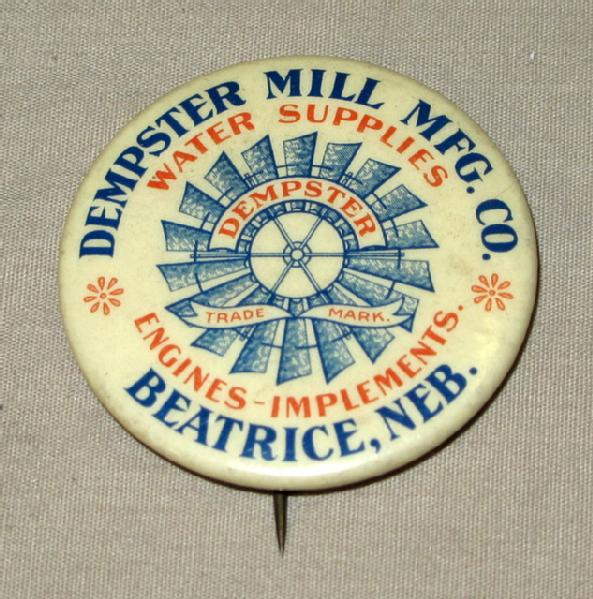 DEMPSTER MILL MFG. CO.
WATER SUPPLIES
DEMPSTER
TRADE MARK.
ENGINES-IMPLEMENTS.
BEATRICE, NEB.